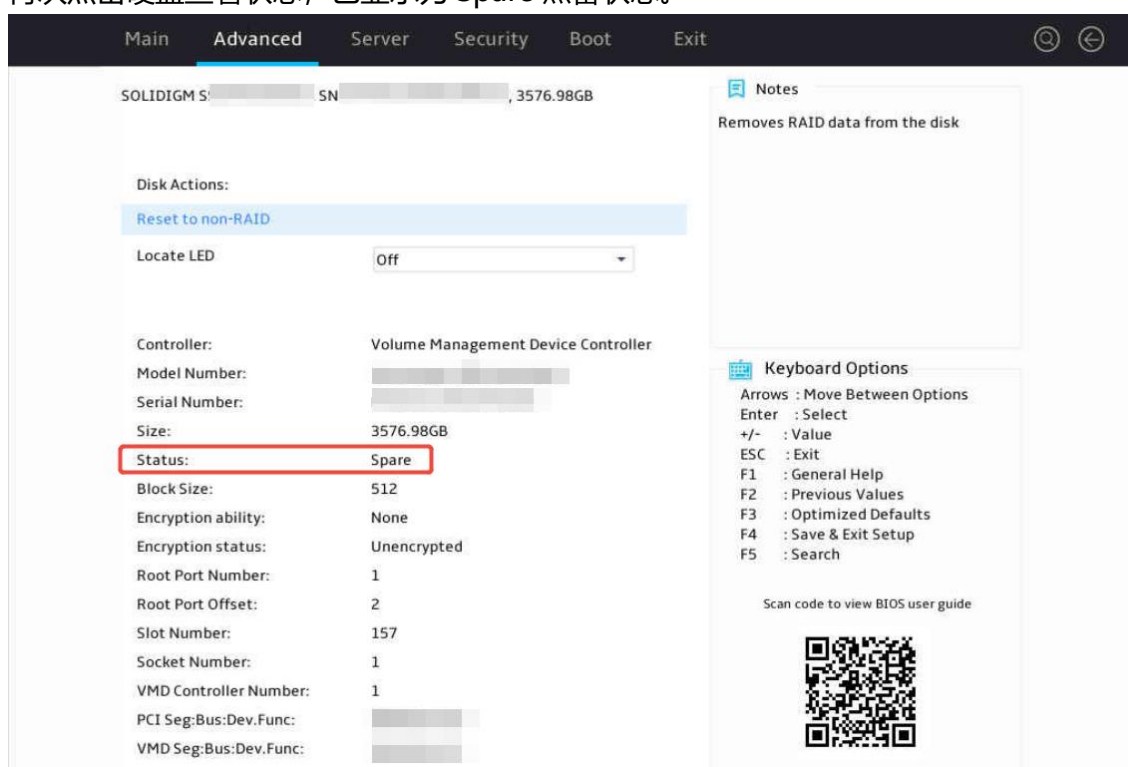 Main Advanced Server Security Boot Exit
SOLIDIGM S SN , 3576.98GB
Disk Actions:
Reset to non-RAID
Locate LED Off
Controller: Volume Management Device Controller
Model Number:
Serial Number:
Size: 3576.98GB
Status: Spare
Block Size: 512
Encryption ability: None
Encryption status: Unencrypted
Root Port Number: 1
Root Port Offset: 2
Slot Number: 157
Socket Number: 1
VMD Controller Number: 1
PCI Seg:Bus:Dev.Func:
VMD Seg:Bus:Dev.Func:
Notes
Removes RAID data from the disk
Keyboard Options
Arrows : Move Between Options
Enter : Select
+/- : Value
ESC : Exit
F1 : General Help
F2 : Previous Values
F3 : Optimized Defaults
F4 : Save & Exit Setup
F5 : Search
Scan code to view BIOS user guide